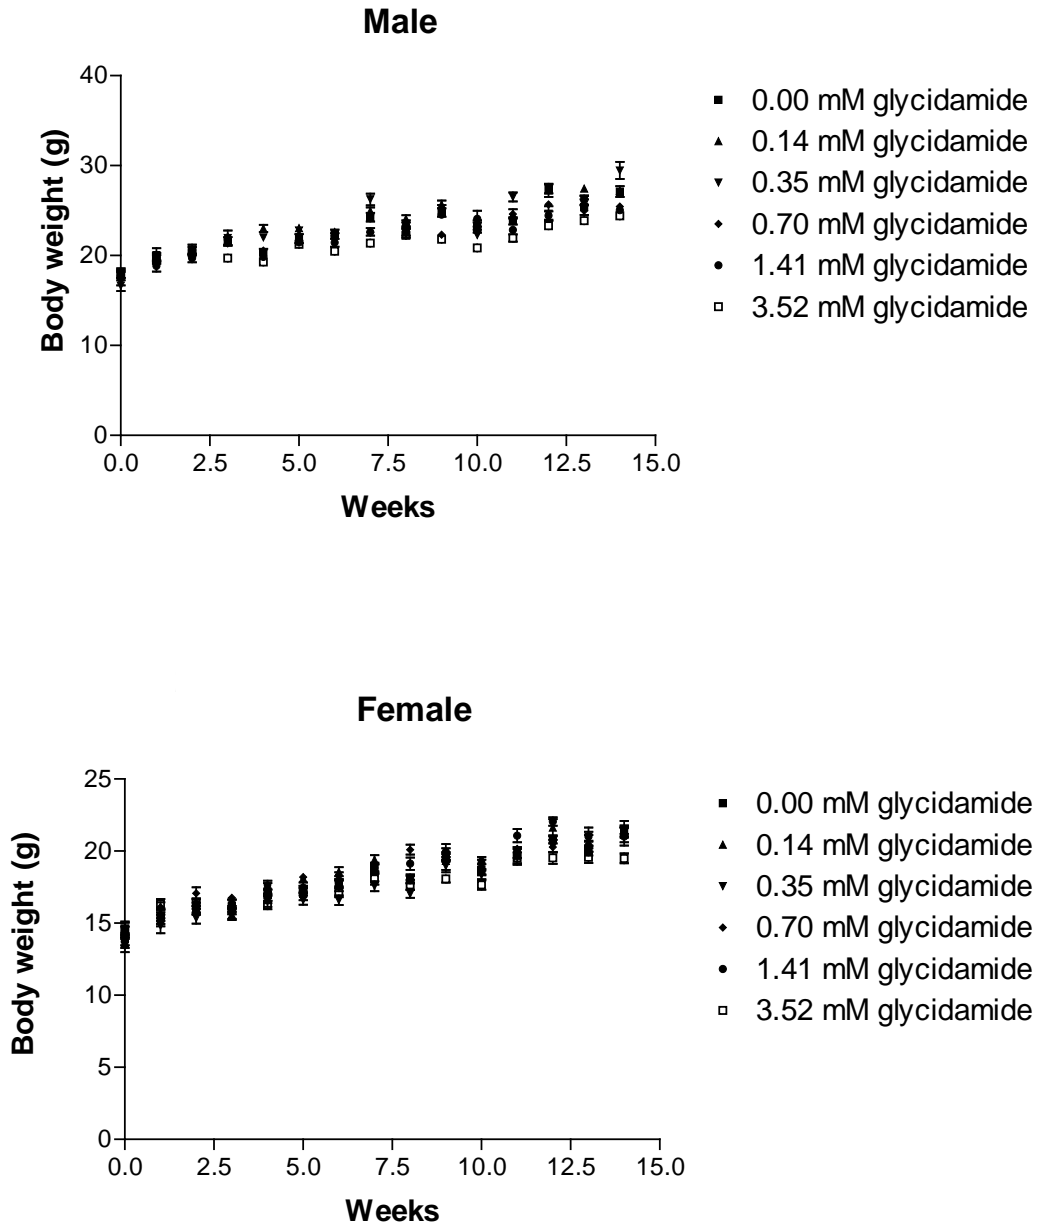 Male
40
30
20
10
0
Body weight (g)
0.0 2.5 5.0 7.5 10.0 12.5 15.0
Weeks
0.00 mM glycidamide
0.14 mM glycidamide
0.35 mM glycidamide
0.70 mM glycidamide
1.41 mM glycidamide
3.52 mM glycidamide
Female
25
20
15
10
5
0
Body weight (g)
0.0 2.5 5.0 7.5 10.0 12.5 15.0
Weeks
0.00 mM glycidamide
0.14 mM glycidamide
0.35 mM glycidamide
0.70 mM glycidamide
1.41 mM glycidamide
3.52 mM glycidamide